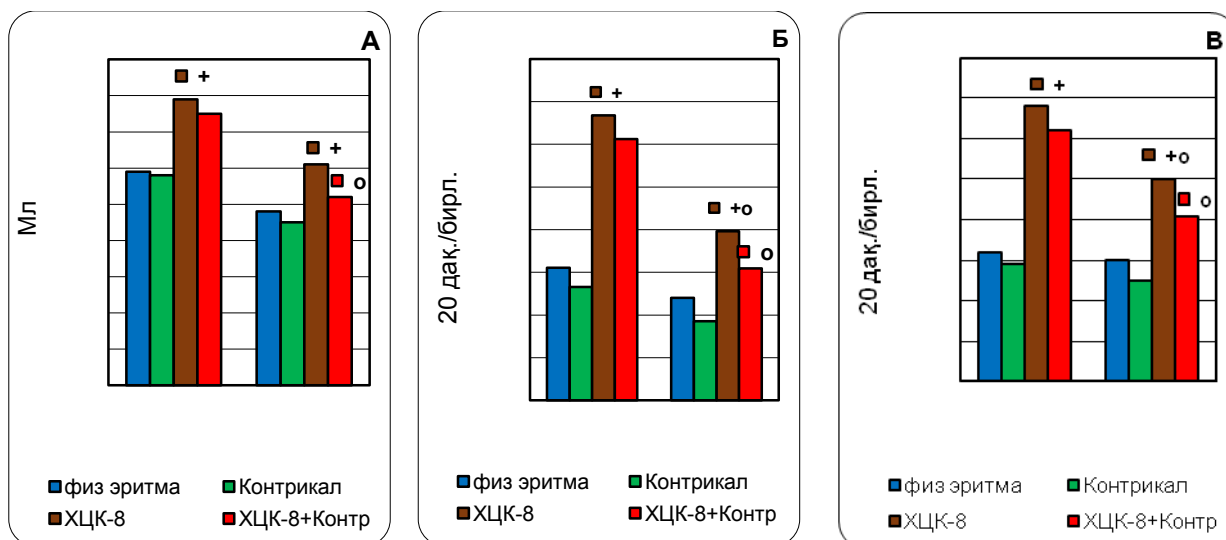 А
+
+
о
Мл
физ эритма
Контрикал
ХЦК-8
ХЦК-8+Контр
Б
+
+о
о
20 дақ./бирл.
физ эритма
Контрикал
ХЦК-8
ХЦК-8+Контр
В
+
+о
о
20 дақ./бирл.
физ эритма
Контрикал
ХЦК-8
ХЦК-8+Контр